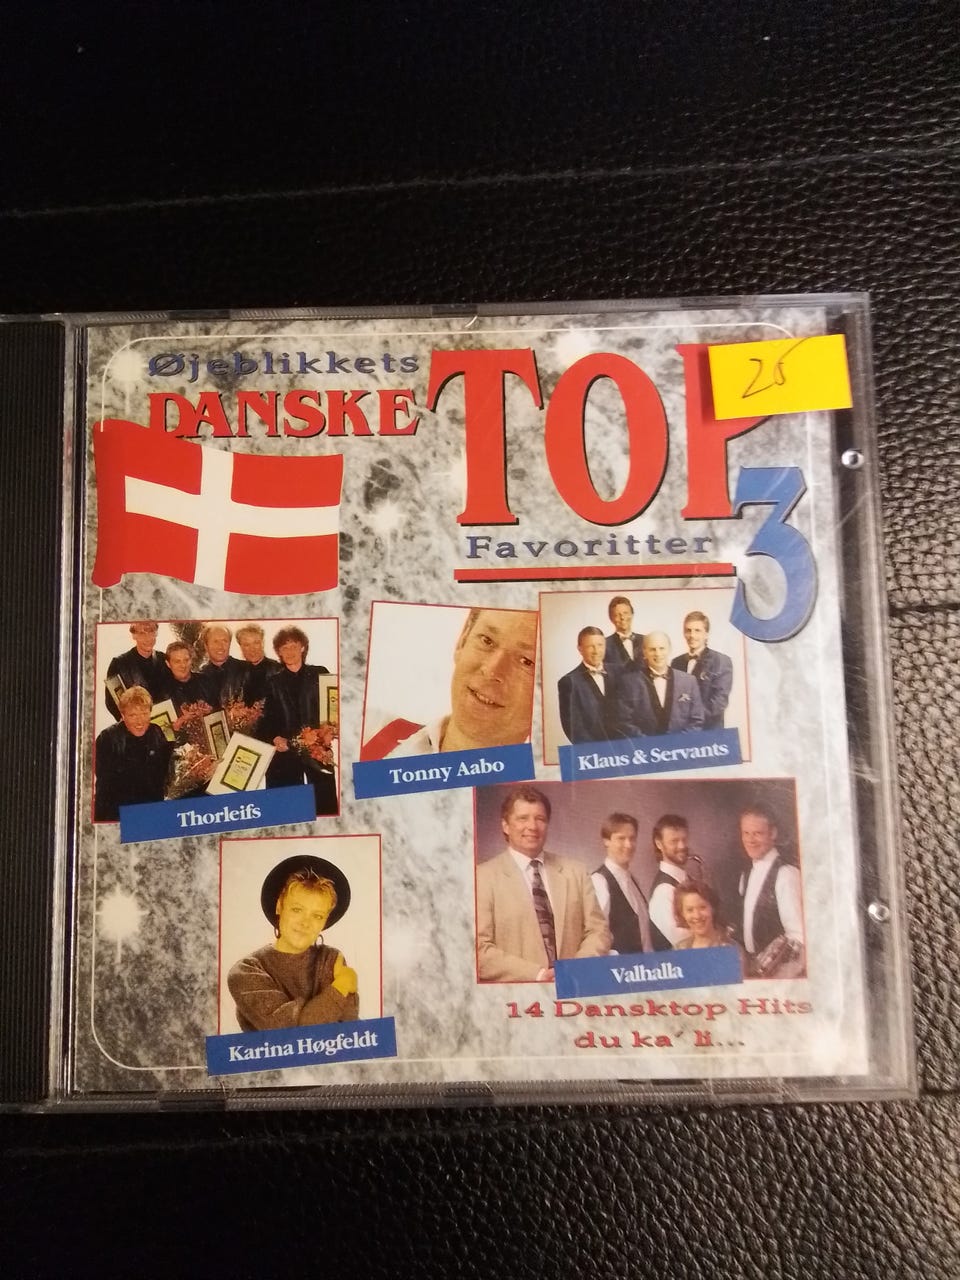 Øjeblikkets
DANSKE TOP
25
Favoritter
3
Thorleifs
Tonny Aabo
Klaus & Servants
Karina Høgfeldt
Valhalla
14 Dansktop Hits
du ka' li...